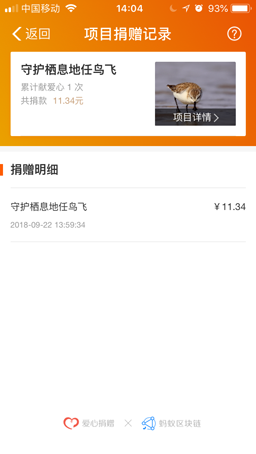 中国移动
14:04
93%
返回
项目捐赠记录
?
守护栖息地任鸟飞
累计献爱心 1 次
共捐款 11.34元
项目详情
捐赠明细
守护栖息地任鸟飞
¥ 11.34
2018-09-22 13:59:34
爱心捐赠 × 蚂蚁区块链